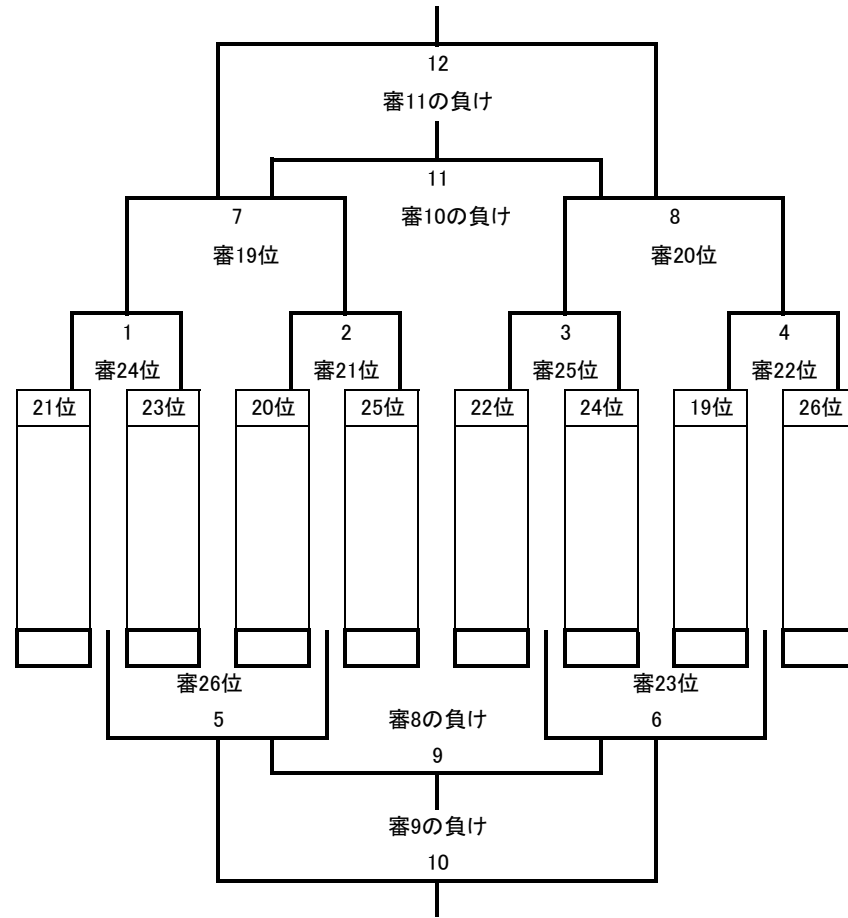 12
審11の負け
11
7
審10の負け
8
審19位
審20位
1
2
3
4
審24位
審21位
審25位
審22位
21位
23位
20位
25位
22位
24位
19位
26位
審26位
審23位
5
審8の負け
6
9
審9の負け
10